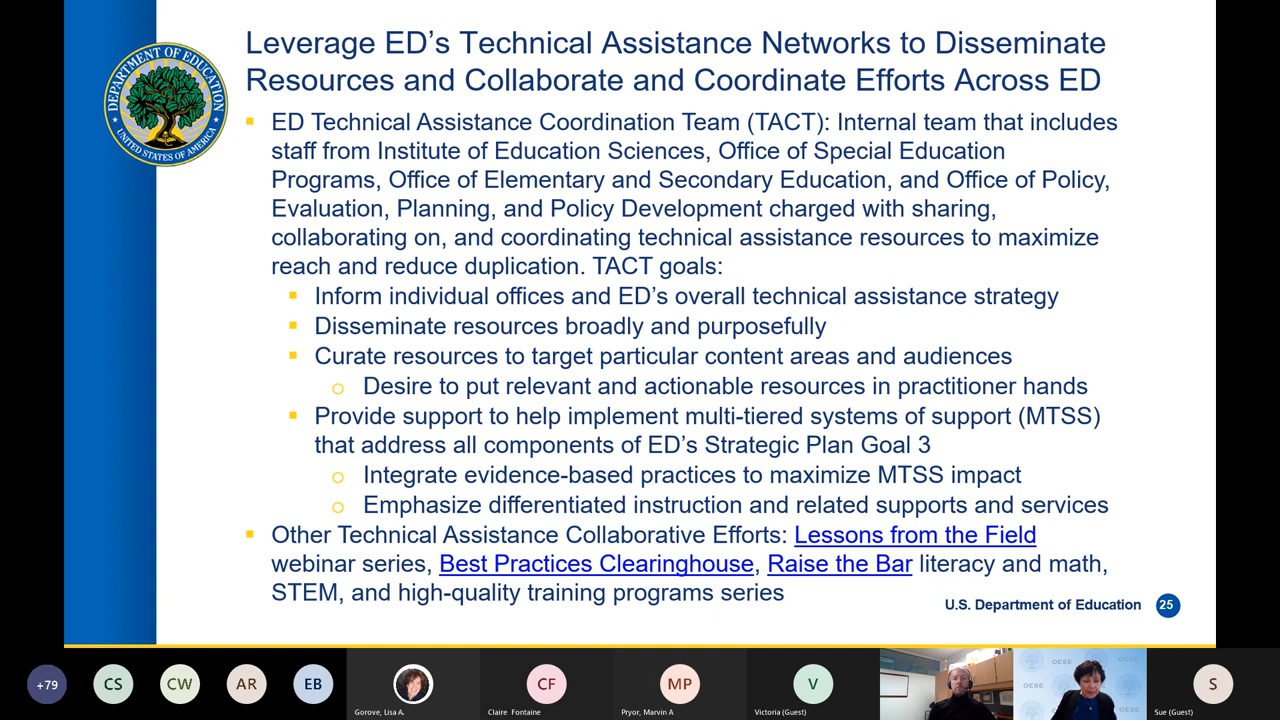 Leverage ED's Technical Assistance Networks to Disseminate
Resources and Collaborate and Coordinate Efforts Across ED
DEPARTMENT OF EDUCATION
UNITED STATES OF AMERICA
ED Technical Assistance Coordination Team (TACT): Internal team that includes
staff from Institute of Education Sciences, Office of Special Education
Programs, Office of Elementary and Secondary Education, and Office of Policy,
Evaluation, Planning, and Policy Development charged with sharing,
collaborating on, and coordinating technical assistance resources to maximize
reach and reduce duplication. TACT goals:
Inform individual offices and ED's overall technical assistance strategy
Disseminate resources broadly and purposefully
Curate resources to target particular content areas and audiences
Desire to put relevant and actionable resources in practitioner hands
Provide support to help implement multi-tiered systems of support (MTSS)
that address all components of ED's Strategic Plan Goal 3
Integrate evidence-based practices to maximize MTSS impact
Emphasize differentiated instruction and related supports and services
Other Technical Assistance Collaborative Efforts: Lessons from the Field
webinar series, Best Practices Clearinghouse, Raise the Bar literacy and math,
STEM, and high-quality training programs series
U.S. Department of Education 25
+79
CS
CW
AR
EB
Gorove, Lisa A.
CF
Claire Fontaine
MP
Pryor, Marvin A
V
Victoria (Guest)
OESE
OESE
OESE
S
Sue (Guest)